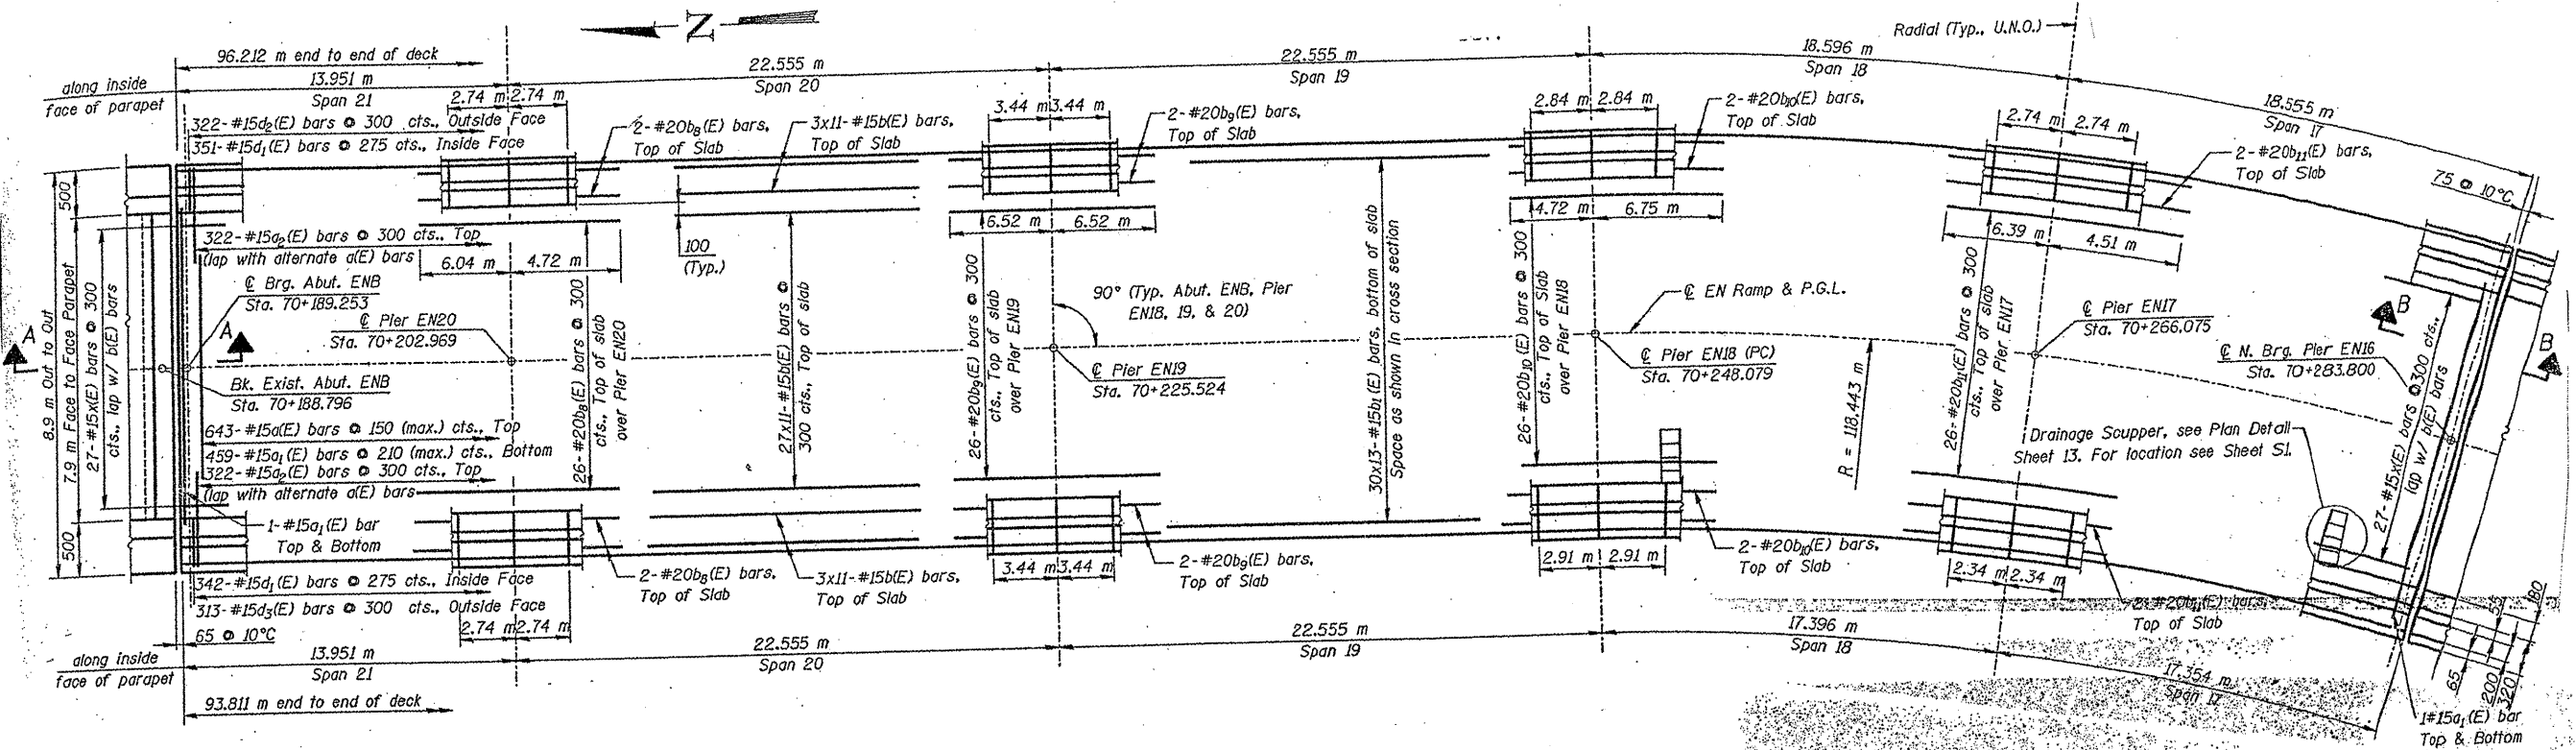 N
Radial (Typ., U.N.O.)
96.212 m end to end of deck
along inside
face of parapet
13.951 m
Span 21
22.555 m
Span 20
22.555 m
Span 19
18.596 m
Span 18
18.555 m
Span 17
2.74 m 2.74 m
3.44 m 3.44 m
2.84 m 2.84 m
2.74 m 2.74 m
322-#15d2(E) bars @ 300 cts., Outside Face
351-#15d1(E) bars @ 275 cts., Inside Face
2-#20b8(E) bars,
Top of Slab
3x11-#15b(E) bars,
Top of Slab
2-#20b9(E) bars,
Top of Slab
2-#20b10(E) bars,
Top of Slab
2-#20b11(E) bars,
Top of Slab
75 @ 10°C
500
8.9 m Out to Out
7.9 m Face to Face Parapet
27-#15x(E) bars @ 300
cts., lap w/ b(E) bars
500
322-#15a2(E) bars @ 300 cts., Top
(lap with alternate a(E) bars
6.04 m 4.72 m
100
(Typ.)
6.52 m 6.52 m
4.72 m 6.75 m
6.39 m 4.51 m
℄ Brg. Abut. ENB
Sta. 70+189.253
℄ Pier EN20
Sta. 70+202.969
A
A
Bk. Exist. Abut. ENB
Sta. 70+188.796
26-#20b8(E) bars @ 300
cts., Top of slab
over Pier EN20
27x11-#15b(E) bars @
300 cts., Top of slab
26-#20b9(E) bars @ 300
cts., Top of slab
over Pier EN19
90° (Typ. Abut. ENB, Pier
EN18, 19, & 20)
℄ Pier EN19
Sta. 70+225.524
30x13-#15b1(E) bars, bottom of slab
Space as shown in cross section
26-#20b10(E) bars @ 300
cts., Top of Slab
over Pier EN18
℄ EN Ramp & P.G.L.
℄ Pier EN18 (PC)
Sta. 70+248.079
R = 118.443 m
26-#20b11(E) bars @ 300
cts., Top of slab
over Pier EN17
℄ Pier EN17
Sta. 70+266.075
B
B
℄ N. Brg. Pier EN16
Sta. 70+283.800
27-#15x(E) bars @ 300 cts.,
lap w/ b(E) bars
Drainage Scupper, see Plan Detail
Sheet 13. For location see Sheet S1.
643-#15a(E) bars @ 150 (max.) cts., Top
459-#15a1(E) bars @ 210 (max.) cts., Bottom
322-#15a2(E) bars @ 300 cts., Top
(lap with alternate a(E) bars
1-#15a1(E) bar
Top & Bottom
342-#15d1(E) bars @ 275 cts., Inside Face
313-#15d3(E) bars @ 300 cts., Outside Face
65 @ 10°C
2.74 m 2.74 m
2-#20b8(E) bars,
Top of Slab
3x11-#15b(E) bars,
Top of Slab
3.44 m 3.44 m
2-#20b9(E) bars,
Top of Slab
2.91 m 2.91 m
2-#20b10(E) bars,
Top of Slab
2.34 m 2.34 m
2-#20b11(E) bars,
Top of Slab
along inside
face of parapet
13.951 m
Span 21
22.555 m
Span 20
22.555 m
Span 19
17.396 m
Span 18
17.354 m
Span 17
93.811 m end to end of deck
65
200
320
55
180
1#15a1(E) bar
Top & Bottom